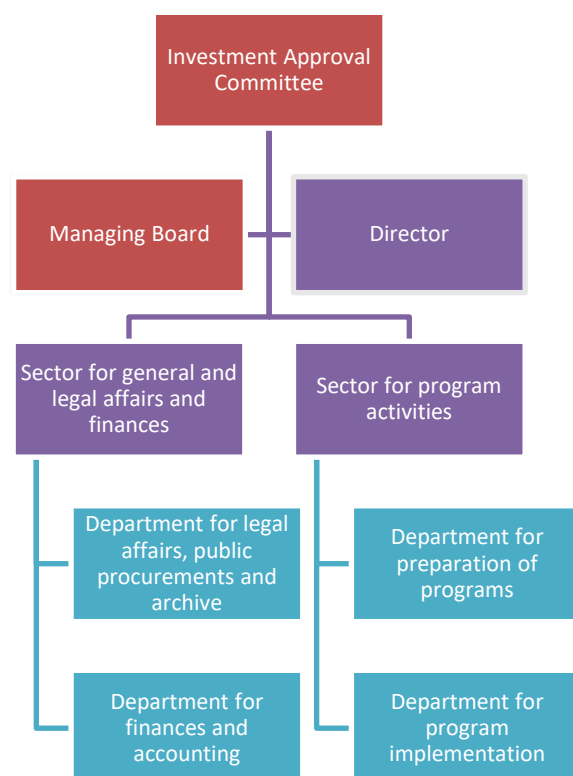 Investment Approval
Committee
Managing Board
Director
Sector for general and
legal affairs and
finances
Sector for program
activities
Department for legal
affairs, public
procurements and
archive
Department for
preparation of
programs
Department for
finances and
accounting
Department for
program
implementation